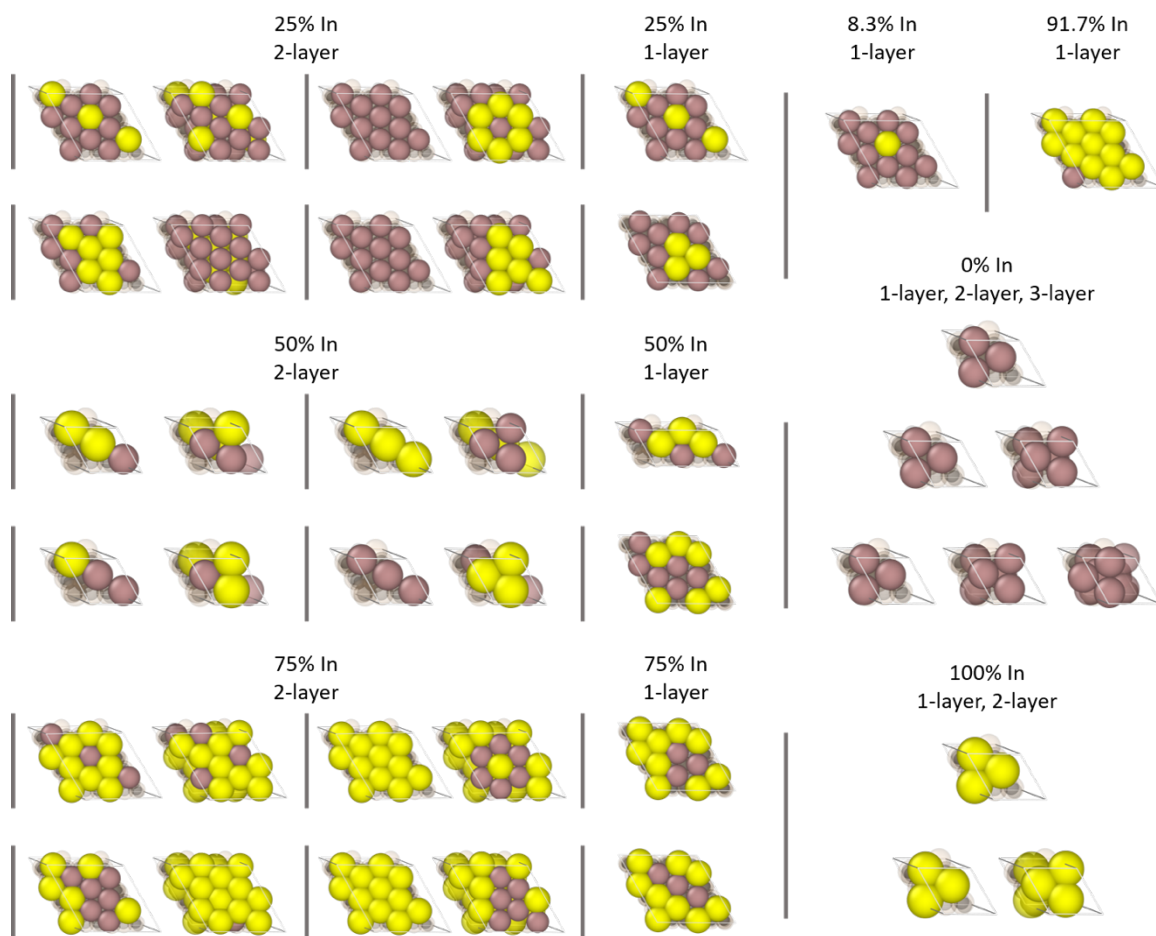 25% In
2-layer
25% In
1-layer
8.3% In
1-layer
91.7% In
1-layer
0% In
1-layer, 2-layer, 3-layer
50% In
2-layer
50% In
1-layer
75% In
2-layer
75% In
1-layer
100% In
1-layer, 2-layer